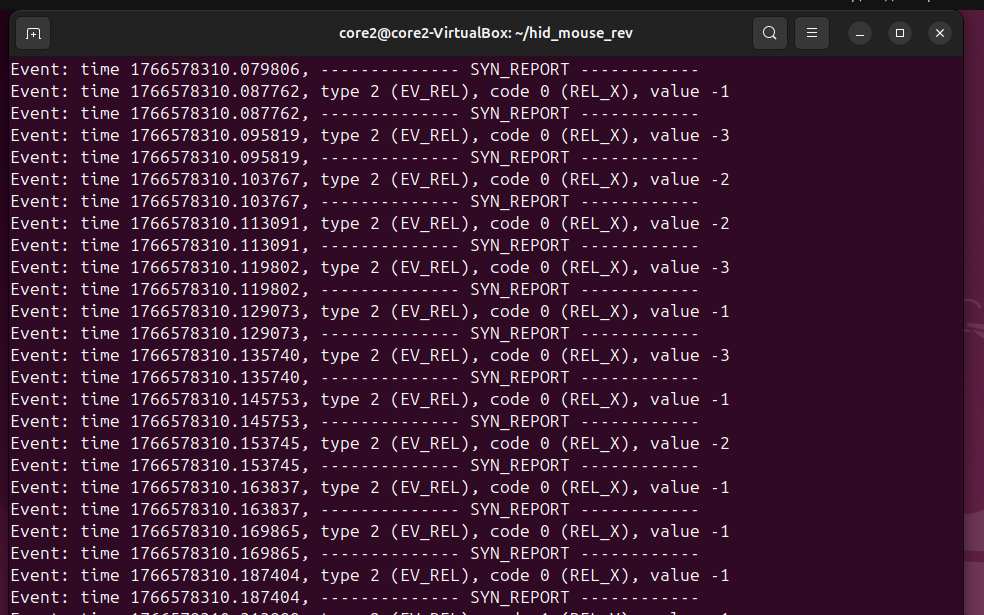 core2@core2-VirtualBox: ~/hid_mouse_rev
Event: time 1766578310.079806, -------------- SYN_REPORT ------------
Event: time 1766578310.087762, type 2 (EV_REL), code 0 (REL_X), value -1
Event: time 1766578310.087762, -------------- SYN_REPORT ------------
Event: time 1766578310.095819, type 2 (EV_REL), code 0 (REL_X), value -3
Event: time 1766578310.095819, -------------- SYN_REPORT ------------
Event: time 1766578310.103767, type 2 (EV_REL), code 0 (REL_X), value -2
Event: time 1766578310.103767, -------------- SYN_REPORT ------------
Event: time 1766578310.113091, type 2 (EV_REL), code 0 (REL_X), value -2
Event: time 1766578310.113091, -------------- SYN_REPORT ------------
Event: time 1766578310.119802, type 2 (EV_REL), code 0 (REL_X), value -3
Event: time 1766578310.119802, -------------- SYN_REPORT ------------
Event: time 1766578310.129073, type 2 (EV_REL), code 0 (REL_X), value -1
Event: time 1766578310.129073, -------------- SYN_REPORT ------------
Event: time 1766578310.135740, type 2 (EV_REL), code 0 (REL_X), value -3
Event: time 1766578310.135740, -------------- SYN_REPORT ------------
Event: time 1766578310.145753, type 2 (EV_REL), code 0 (REL_X), value -1
Event: time 1766578310.145753, -------------- SYN_REPORT ------------
Event: time 1766578310.153745, type 2 (EV_REL), code 0 (REL_X), value -2
Event: time 1766578310.153745, -------------- SYN_REPORT ------------
Event: time 1766578310.163837, type 2 (EV_REL), code 0 (REL_X), value -1
Event: time 1766578310.163837, -------------- SYN_REPORT ------------
Event: time 1766578310.169865, type 2 (EV_REL), code 0 (REL_X), value -1
Event: time 1766578310.169865, -------------- SYN_REPORT ------------
Event: time 1766578310.187404, type 2 (EV_REL), code 0 (REL_X), value -1
Event: time 1766578310.187404, -------------- SYN_REPORT ------------